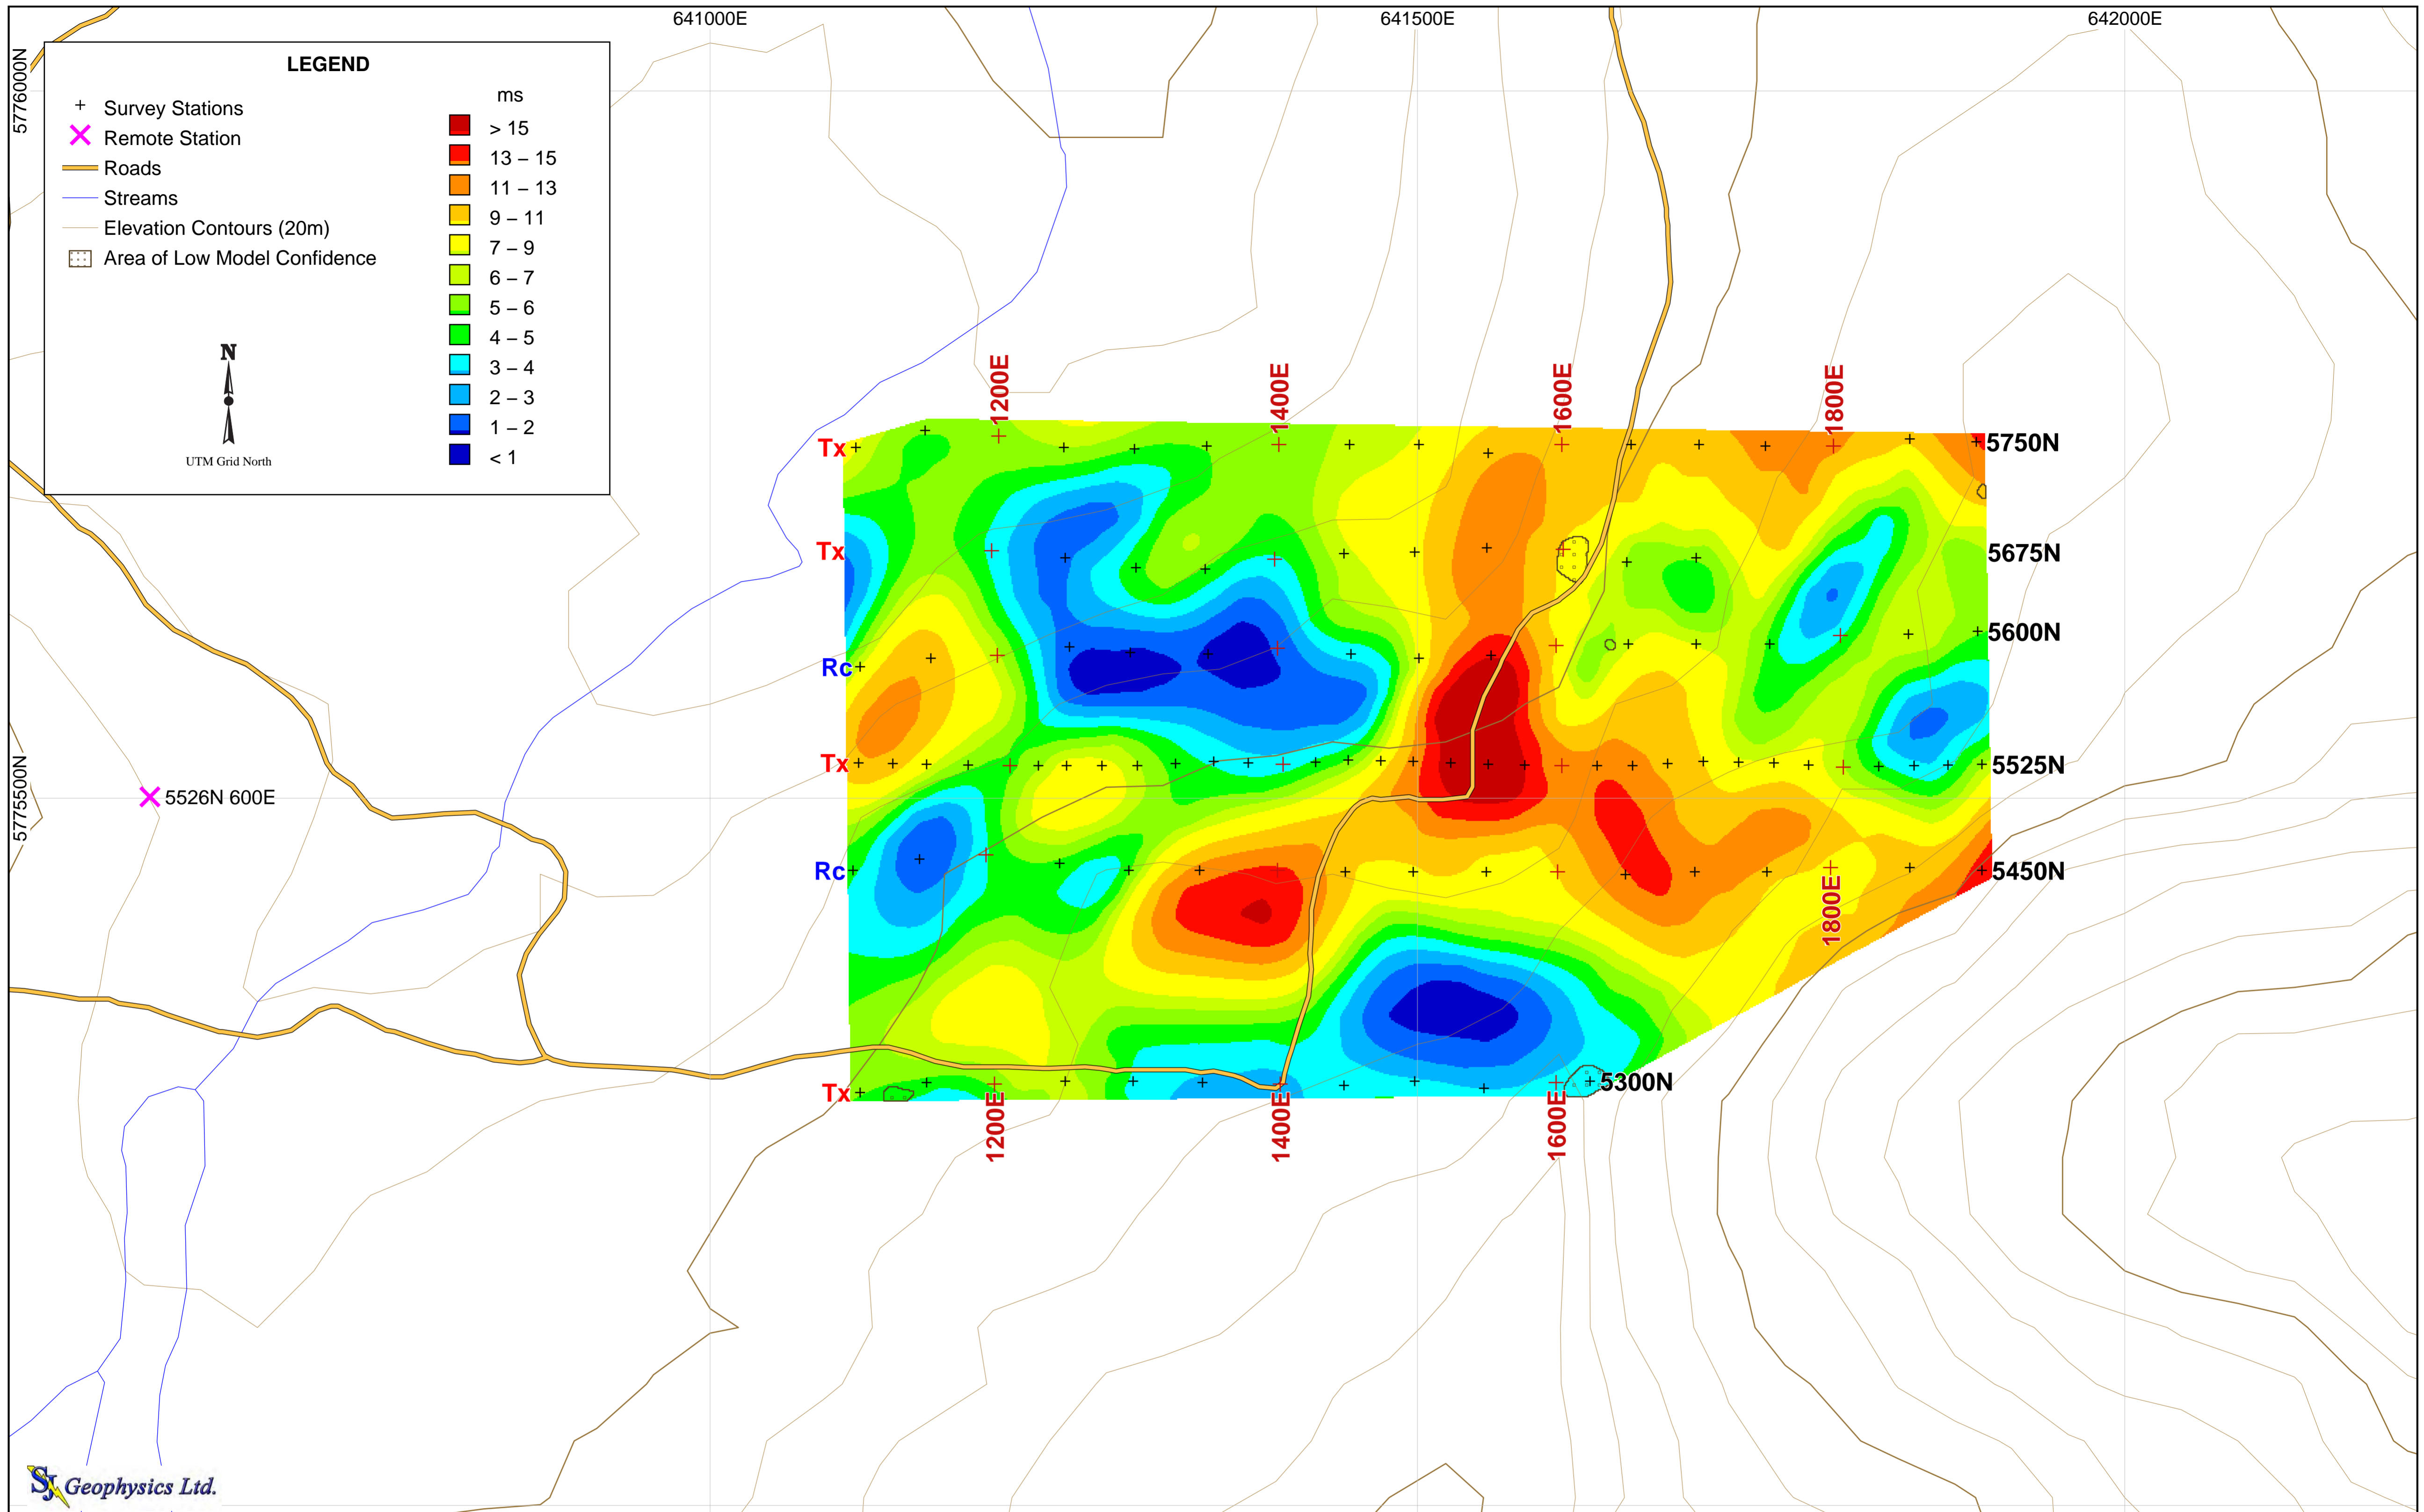 641000E
641500E
642000E
5776000N
LEGEND
ms
Survey Stations
Remote Station
Roads
Streams
Elevation Contours (20m)
Area of Low Model Confidence
> 15
13 – 15
11 – 13
9 – 11
7 – 9
6 – 7
5 – 6
4 – 5
3 – 4
2 – 3
1 – 2
< 1
N
UTM Grid North
1200E
1400E
1600E
1800E
Tx
5750N
Tx
5675N
Rc
5600N
Tx
5525N
5775500N
5526N 600E
Rc
5450N
1800E
Tx
5300N
1200E
1400E
1600E
SJ Geophysics Ltd.